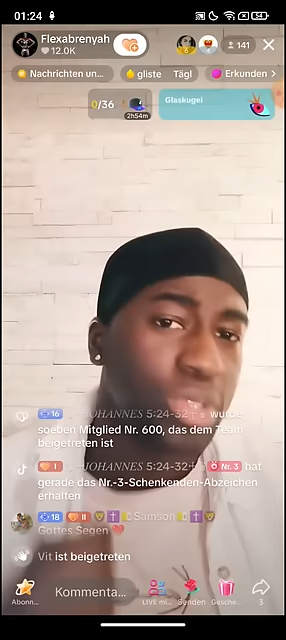 01:24
54
Flexabrenyah
12.0K
6
141
Nachrichten un...
gliste
Tägl
Erkunden >
0/36
2h54m
Glaskugel
16 JOHANNES 5:24-32 wurde
soeben Mitglied Nr. 600, das dem Team
beigetreten ist
I JOHANNES 5:24-32 Nr. 3 hat
gerade das Nr.-3-Schenkenden-Abzeichen
erhalten
18 II Samson
Gottes Segen
Vit ist beigetreten
Abonn...
Kommenta...
LIVE mi...
Senden
Gesche...
3